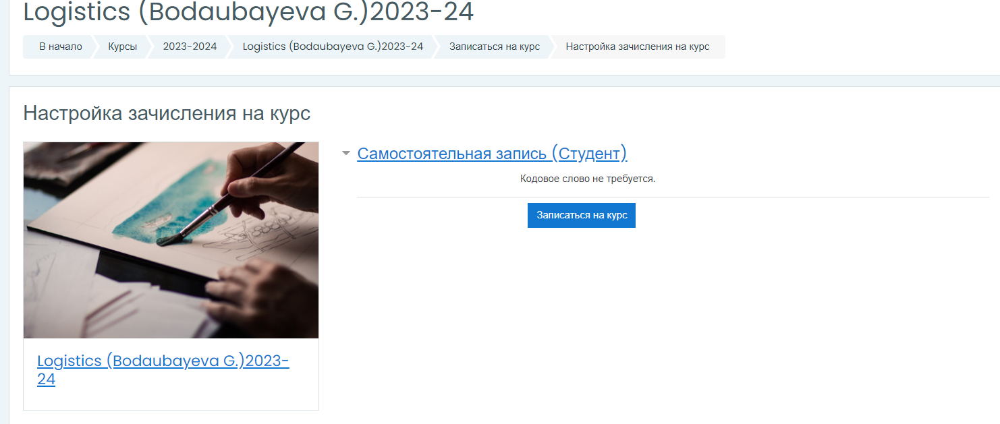 Logistics (Bodaubayeva G.)2023-24
В начало Курсы 2023-2024 Logistics (Bodaubayeva G.)2023-24 Записаться на курс Настройка зачисления на курс
Настройка зачисления на курс
Самостоятельная запись (Студент)
Кодовое слово не требуется.
Записаться на курс
Logistics (Bodaubayeva G.)2023-
24